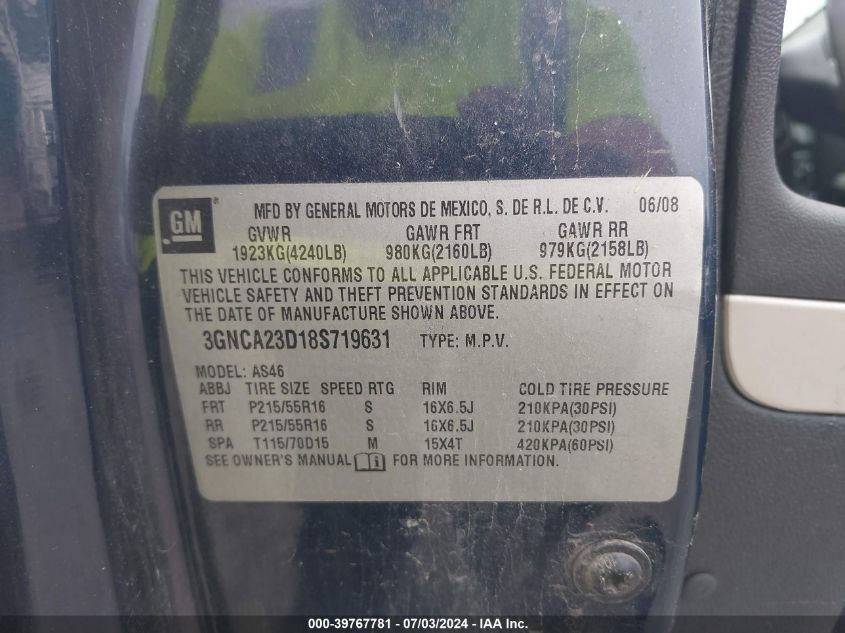 GM
MFD BY GENERAL MOTORS DE MEXICO, S. DE R.L. DE C.V. 06/08
GVWR GAWR FRT GAWR RR
1923KG(4240LB) 980KG(2160LB) 979KG(2158LB)
THIS VEHICLE CONFORMS TO ALL APPLICABLE U.S. FEDERAL MOTOR
VEHICLE SAFETY AND THEFT PREVENTION STANDARDS IN EFFECT ON
THE DATE OF MANUFACTURE SHOWN ABOVE.
3GNCA23D18S719631 TYPE: M.P.V.
MODEL: AS46
ABBJ TIRE SIZE SPEED RTG RIM COLD TIRE PRESSURE
FRT P215/55R16 S 16X6.5J 210KPA(30PSI)
RR P215/55R16 S 16X6.5J 210KPA(30PSI)
SPA T115/70D15 M 15X4T 420KPA(60PSI)
SEE OWNER'S MANUAL FOR MORE INFORMATION.
000-39767781 - 07/03/2024 - IAA Inc.